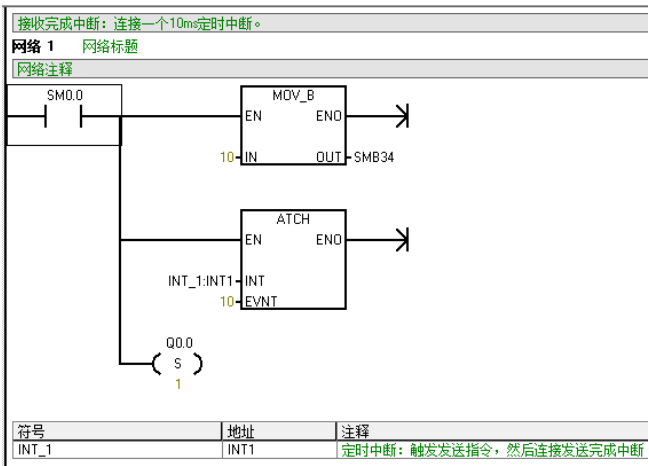 接收完成中断：连接一个10ms定时中断。
网络 1 网络标题
网络注释
SM0.0
MOV_B
EN ENO
10 IN OUT SMB34
ATCH
EN ENO
INT_1:INT1 INT
10 EVNT
Q0.0
S
1
符号 地址 注释
INT_1 INT1 定时中断：触发发送指令，然后连接发送完成中断